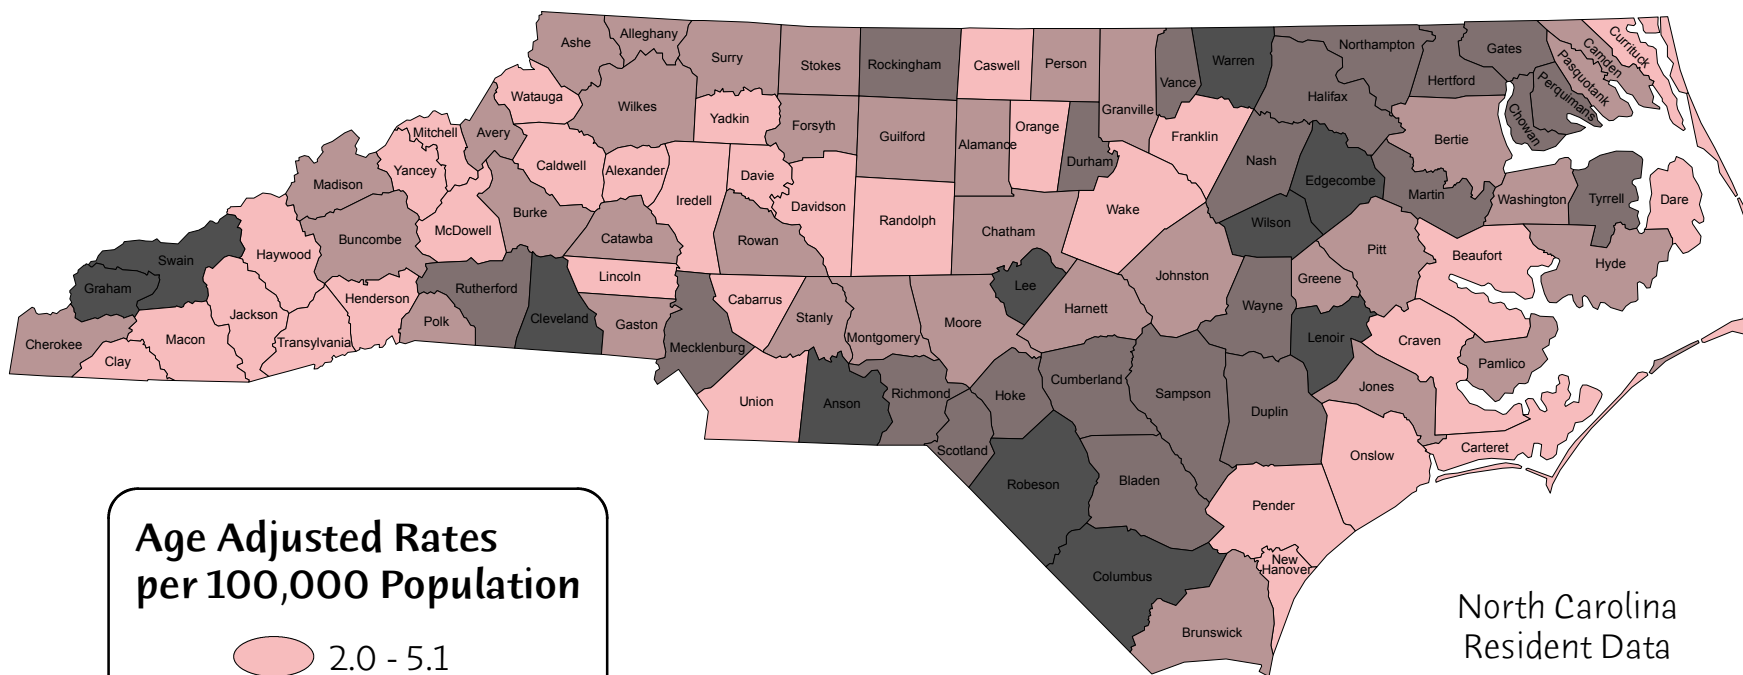 Ashe
Alleghany
Surry
Stokes
Rockingham
Caswell
Person
Granville
Vance
Warren
Northampton
Halifax
Hertford
Gates
Currituck
Camden
Pasquotank
Perquimans
Chowan
Bertie
Watauga
Wilkes
Yadkin
Forsyth
Guilford
Alamance
Orange
Durham
Franklin
Nash
Edgecombe
Martin
Washington
Tyrrell
Dare
Mitchell
Avery
Yancey
Caldwell
Alexander
Iredell
Davie
Davidson
Randolph
Chatham
Wake
Wilson
Madison
Buncombe
McDowell
Burke
Catawba
Rowan
Johnston
Greene
Pitt
Beaufort
Hyde
Swain
Graham
Haywood
Jackson
Henderson
Rutherford
Polk
Cleveland
Lincoln
Gaston
Cabarrus
Stanly
Montgomery
Moore
Lee
Harnett
Wayne
Lenoir
Craven
Pamlico
Cherokee
Clay
Macon
Transylvania
Mecklenburg
Union
Anson
Richmond
Scotland
Hoke
Cumberland
Sampson
Duplin
Jones
Carteret
Onslow
Robeson
Bladen
Pender
New
Hanover
Columbus
Brunswick
Age Adjusted Rates
per 100,000 Population
2.0 - 5.1
North Carolina
Resident Data